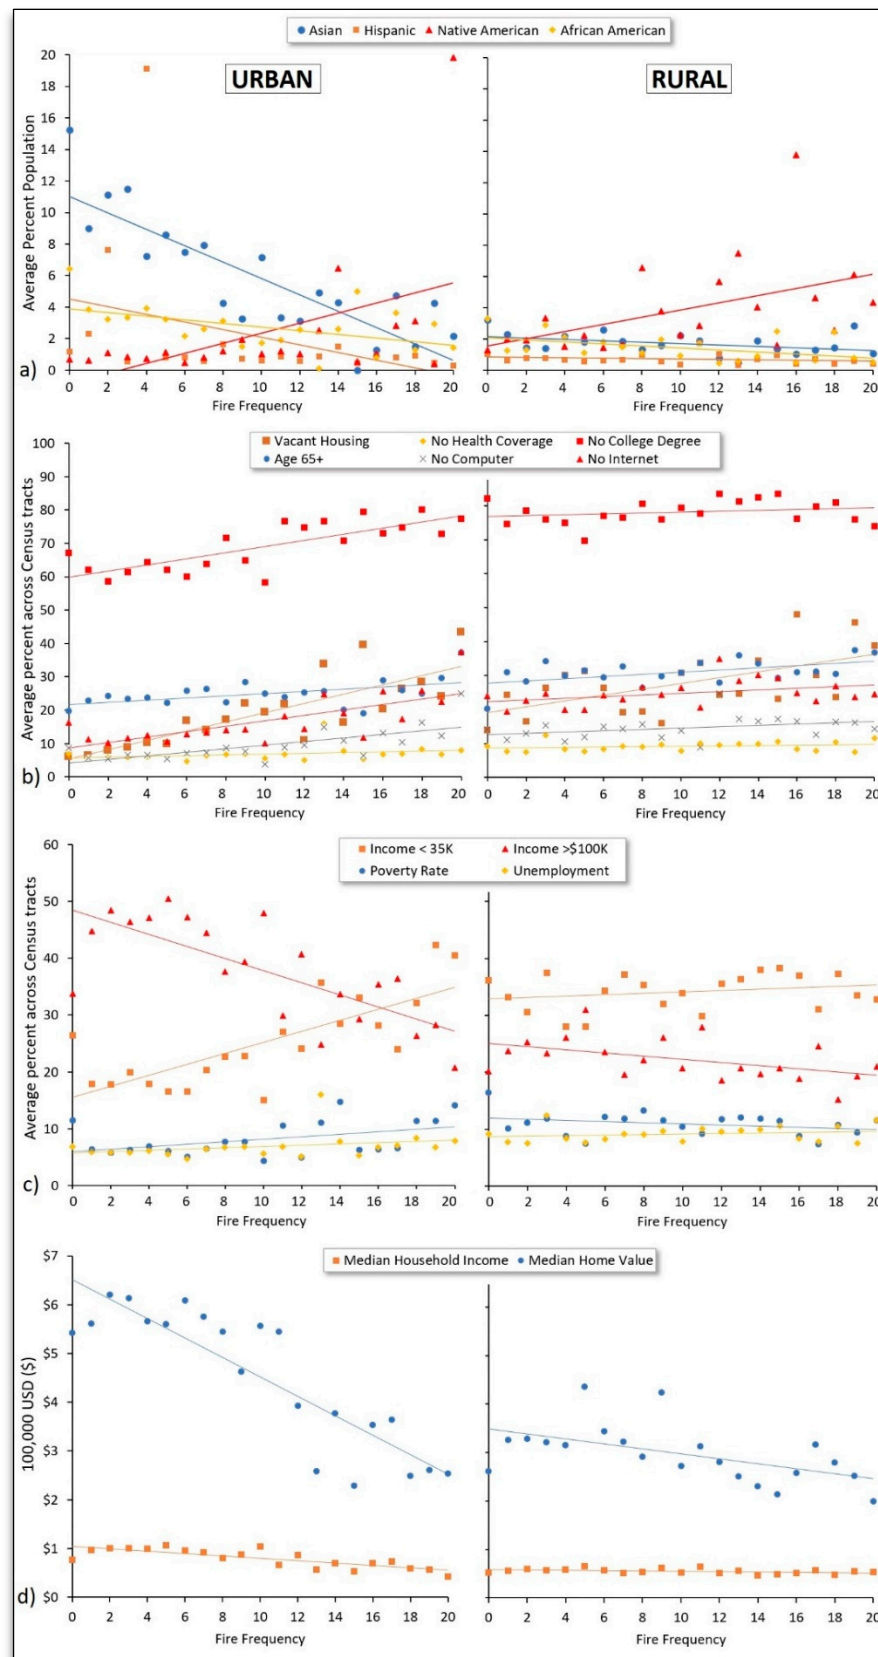 Asian Hispanic Native American African American
URBAN
RURAL
Average Percent Population
20
18
16
14
12
10
8
6
4
2
0
0 2 4 6 8 10 12 14 16 18 20
0 2 4 6 8 10 12 14 16 18 20
a)
Fire Frequency
Fire Frequency
Vacant Housing No Health Coverage No College Degree
Age 65+ No Computer No Internet
Average percent across Census tracts
100
90
80
70
60
50
40
30
20
10
0
0 2 4 6 8 10 12 14 16 18 20
0 2 4 6 8 10 12 14 16 18 20
b)
Fire Frequency
Fire Frequency
Income < 35K Income >$100K
Poverty Rate Unemployment
Average percent across Census tracts
60
50
40
30
20
10
0
0 2 4 6 8 10 12 14 16 18 20
0 2 4 6 8 10 12 14 16 18 20
c)
Fire Frequency
Fire Frequency
Median Household Income Median Home Value
100,000 USD ($)
$7
$6
$5
$4
$3
$2
$1
$0
0 2 4 6 8 10 12 14 16 18 20
0 2 4 6 8 10 12 14 16 18 20
d)
Fire Frequency
Fire Frequency